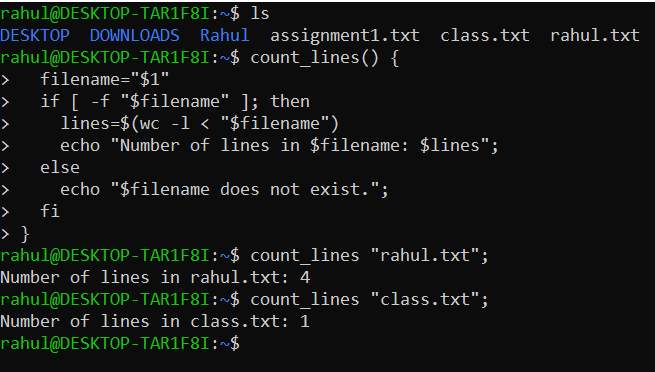 rahul@DESKTOP-TAR1F8I:~$ ls
DESKTOP  DOWNLOADS  Rahul  assignment1.txt  class.txt  rahul.txt
rahul@DESKTOP-TAR1F8I:~$ count_lines() {
>   filename="$1"
>   if [ -f "$filename" ]; then
>     lines=$(wc -l < "$filename")
>     echo "Number of lines in $filename: $lines";
>   else
>     echo "$filename does not exist.";
>   fi
> }
rahul@DESKTOP-TAR1F8I:~$ count_lines "rahul.txt";
Number of lines in rahul.txt: 4
rahul@DESKTOP-TAR1F8I:~$ count_lines "class.txt";
Number of lines in class.txt: 1
rahul@DESKTOP-TAR1F8I:~$